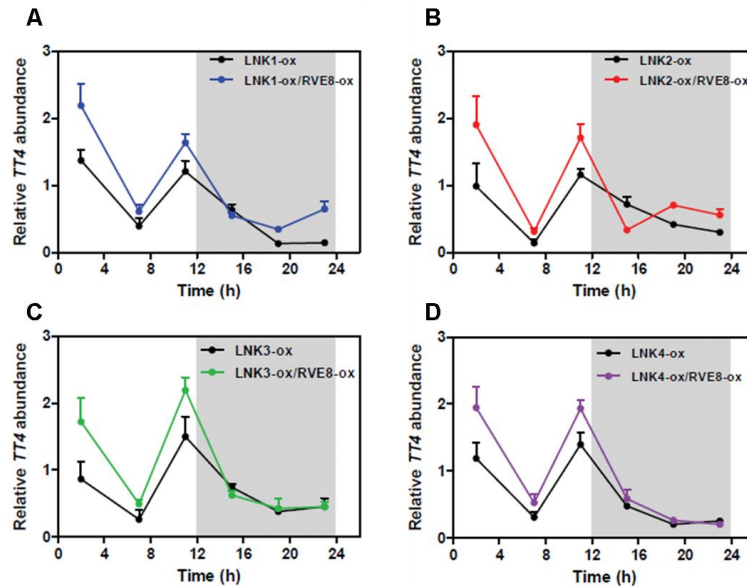 A
Relative TT4 abundance
3
2
1
0
LNK1-ox
LNK1-ox/RVE8-ox
0 4 8 12 16 20 24
Time (h)
B
Relative TT4 abundance
3
2
1
0
LNK2-ox
LNK2-ox/RVE8-ox
0 4 8 12 16 20 24
Time (h)
C
Relative TT4 abundance
3
2
1
0
LNK3-ox
LNK3-ox/RVE8-ox
0 4 8 12 16 20 24
Time (h)
D
Relative TT4 abundance
3
2
1
0
LNK4-ox
LNK4-ox/RVE8-ox
0 4 8 12 16 20 24
Time (h)